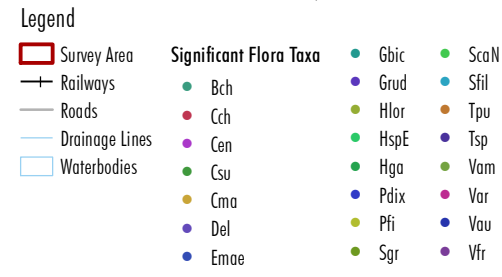 Legend
Survey Area
Railways
Roads
Drainage Lines
Waterbodies
Significant Flora Taxa
Bch
Cch
Cen
Csu
Cma
Del
Emae
Gbic
Grud
Hlor
HspE
Hga
Pdix
Pfi
Sgr
ScaN
Sfil
Tpu
Tsp
Vam
Var
Vau
Vfr